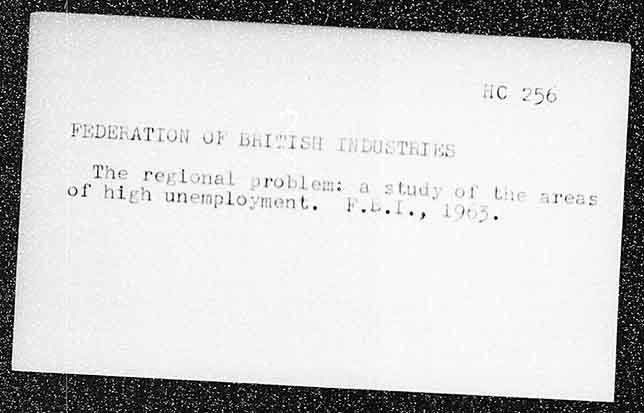 HC 256
FEDERATION OF BRITISH INDUSTRIES
The regional problem: a study of the areas
of high unemployment. F.B.I., 1963.